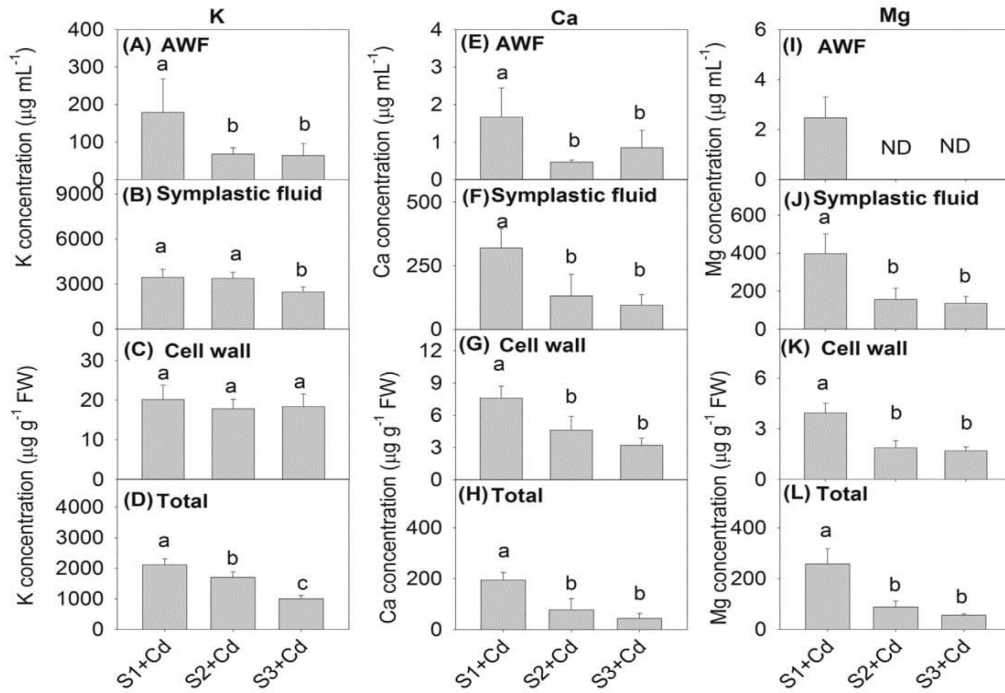 K
K concentration (µg mL⁻¹)
K concentration (µg g⁻¹ FW)
(A) AWF
400
300
200
100
0
a
b
b
(B) Symplastic fluid
9000
6000
3000
0
a
a
b
(C) Cell wall
30
20
10
0
a
a
a
(D) Total
4000
3000
2000
1000
0
a
b
c
S1+Cd
S2+Cd
S3+Cd
Ca
Ca concentration (µg mL⁻¹)
Ca concentration (µg g⁻¹ FW)
(E) AWF
4
3
2
1
0
a
b
b
(F) Symplastic fluid
500
250
0
a
b
b
(G) Cell wall
12
9
6
3
0
a
b
b
(H) Total
400
200
0
a
b
b
S1+Cd
S2+Cd
S3+Cd
Mg
Mg concentration (µg mL⁻¹)
Mg concentration (µg g⁻¹ FW)
(I) AWF
6
4
2
0
ND
ND
(J) Symplastic fluid
600
400
200
0
a
b
b
(K) Cell wall
6
3
0
a
b
b
(L) Total
400
200
0
a
b
b
S1+Cd
S2+Cd
S3+Cd